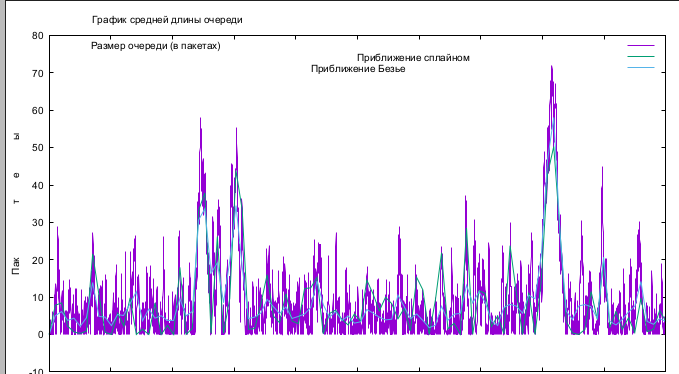 График средней длины очереди
80
Размер очереди (в пакетах)
Приближение сплайном
70
Приближение Безье
60
50
40
30
20
10
0
-10
Пак т е ы